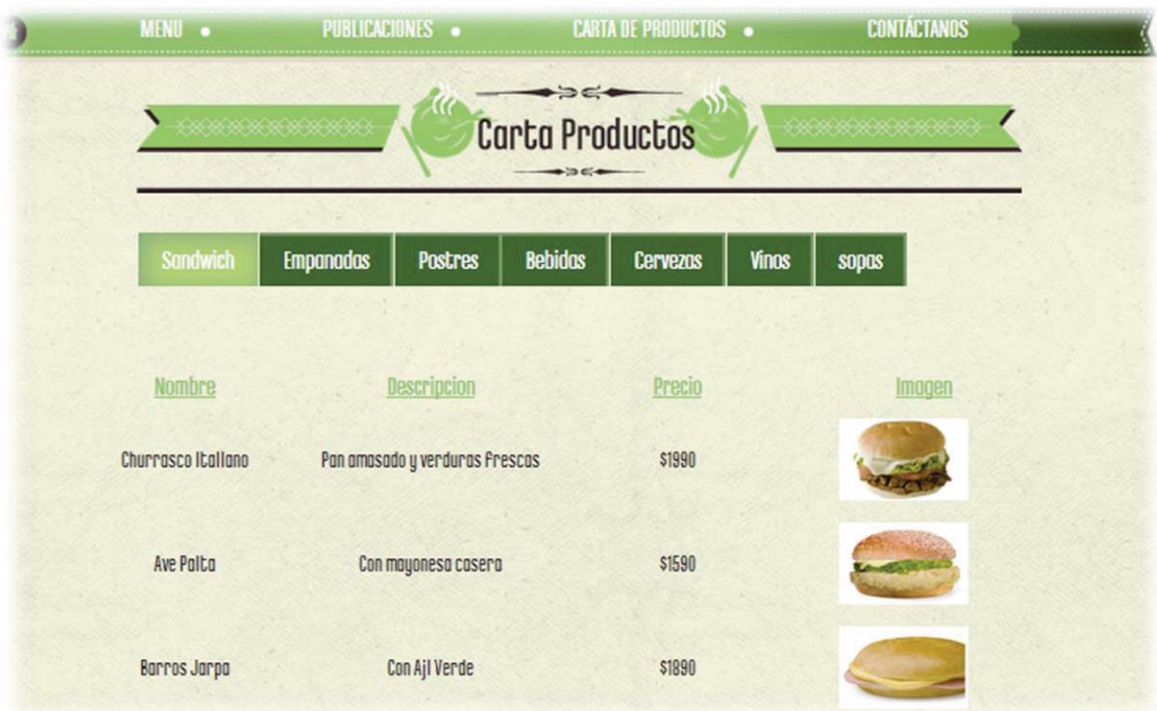 MENU PUBLICACIONES CARTA DE PRODUCTOS CONTÁCTANOS
Carta Productos
Sandwich Empanadas Postres Bebidas Cervezas Vinos sopas
Nombre Descripcion Precio Imagen
Churrasco Italiano Pan amasado y verduras frescas $1990
Ave Palta Con mayonesa casera $1590
Barros Jarpa Con Aji Verde $1890